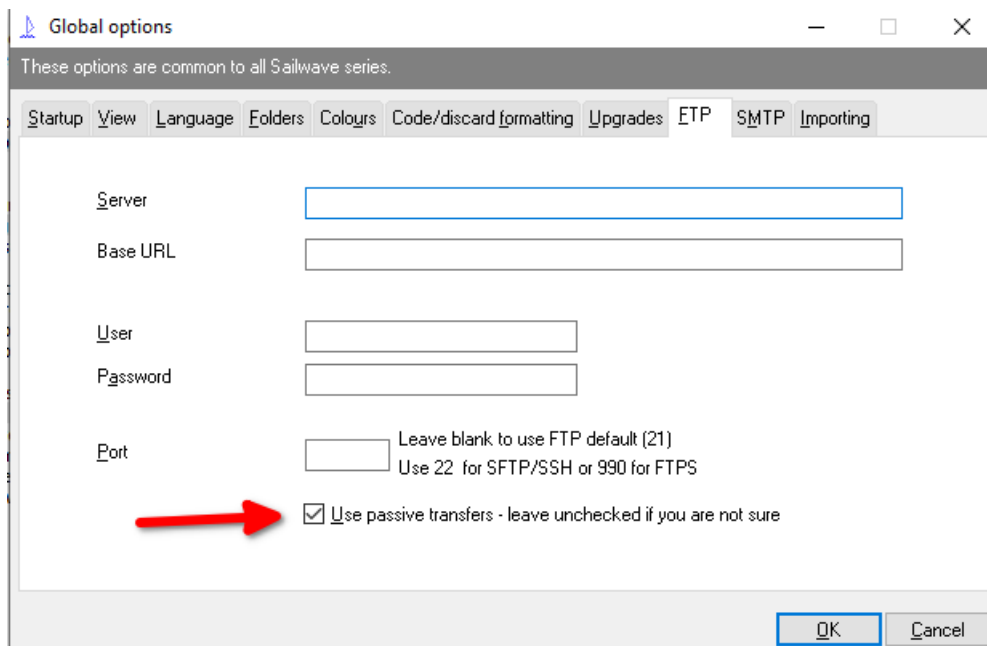 Global options
These options are common to all Sailwave series.
Startup View Language Folders Colours Code/discard formatting Upgrades FTP SMTP Importing
Server
Base URL
User
Password
Port
Leave blank to use FTP default (21)
Use 22 for SFTP/SSH or 990 for FTPS
Use passive transfers - leave unchecked if you are not sure
OK Cancel